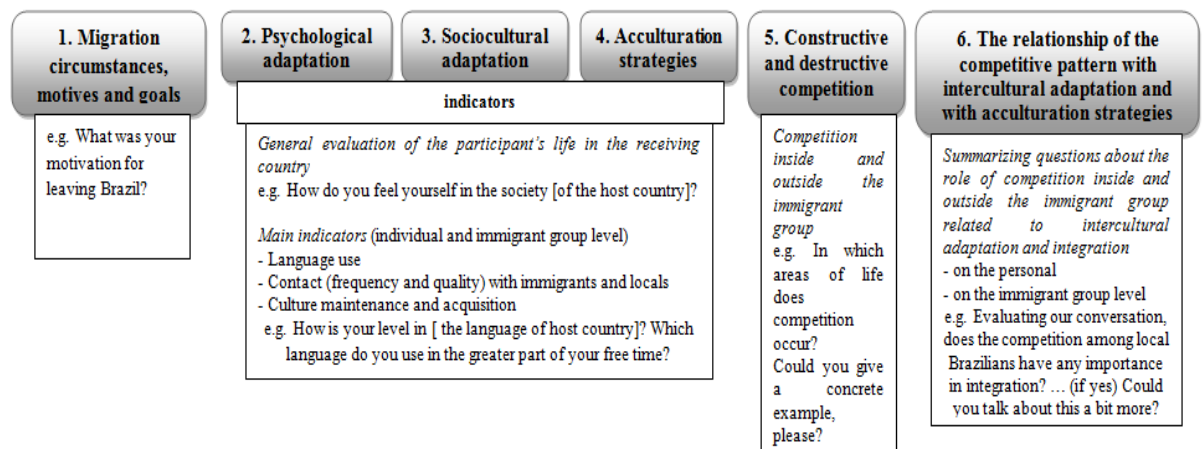 1. Migration
circumstances,
motives and goals
e.g. What was your
motivation for
leaving Brazil?
2. Psychological
adaptation
3. Sociocultural
adaptation
4. Acculturation
strategies
indicators
General evaluation of the participant's life in the receiving
country
e.g. How do you feel yourself in the society [of the host country]?
Main indicators (individual and immigrant group level)
- Language use
- Contact (frequency and quality) with immigrants and locals
- Culture maintenance and acquisition
e.g. How is your level in [ the language of host country]? Which
language do you use in the greater part of your free time?
5. Constructive
and destructive
competition
Competition
inside and
outside the
immigrant
group
e.g. In which
areas of life
does
competition
occur?
Could you give
a concrete
example,
please?
6. The relationship of the
competitive pattern with
intercultural adaptation and
with acculturation strategies
Summarizing questions about the
role of competition inside and
outside the immigrant group
related to intercultural
adaptation and integration
- on the personal
- on the immigrant group level
e.g. Evaluating our conversation,
does the competition among local
Brazilians have any importance
in integration? ... (if yes) Could
you talk about this a bit more?